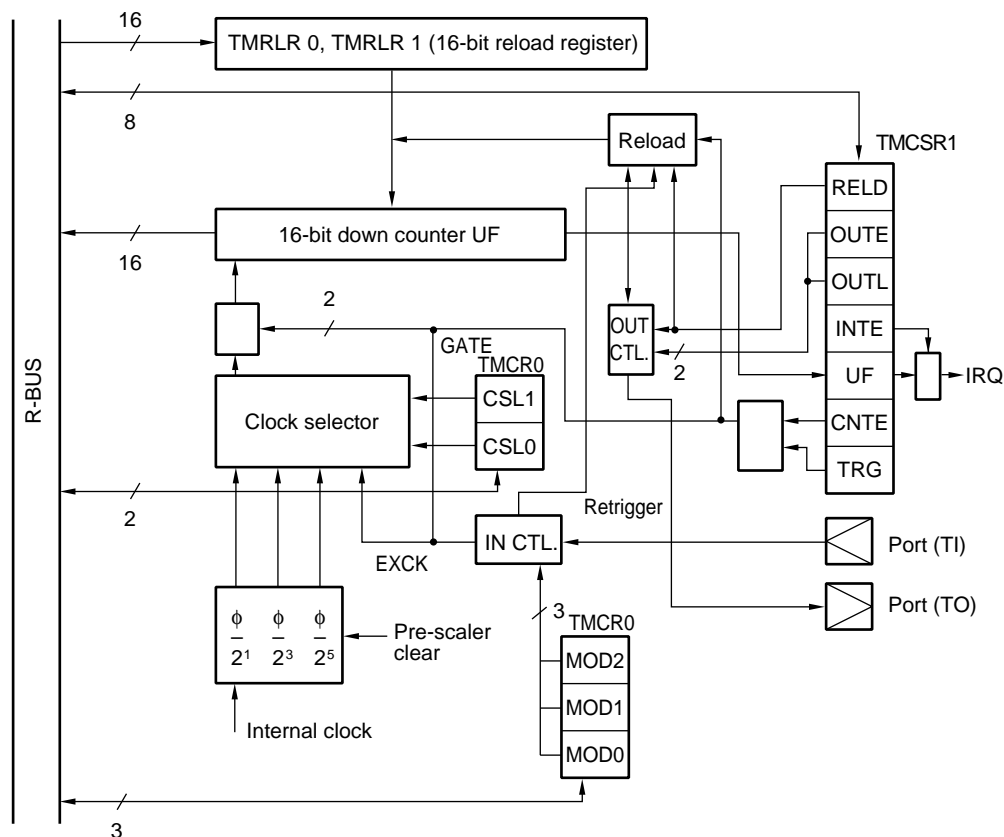 16
TMRLR 0, TMRLR 1 (16-bit reload register)
8
Reload
TMCSR1
RELD
16-bit down counter UF
16
OUTE
OUTL
2
OUT
CTL.
INTE
GATE
2
TMCR0
UF
IRQ
R-BUS
Clock selector
CSL1
CSL0
CNTE
TRG
2
Retrigger
IN CTL.
Port (TI)
EXCK
Port (TO)
3
TMCR0
ϕ ϕ ϕ
2¹ 2³ 2⁵
Pre-scaler
clear
MOD2
MOD1
MOD0
Internal clock
3